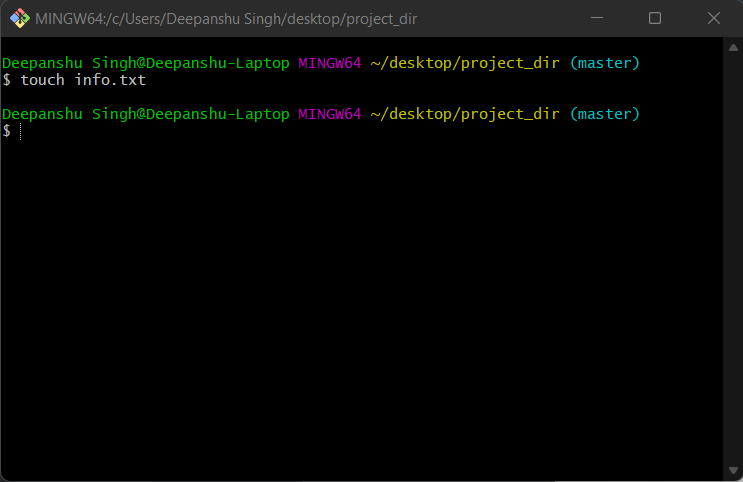 MINGW64:/c/Users/Deepanshu Singh/desktop/project_dir
Deepanshu Singh@Deepanshu-Laptop MINGW64 ~/desktop/project_dir (master)
$ touch info.txt
Deepanshu Singh@Deepanshu-Laptop MINGW64 ~/desktop/project_dir (master)
$